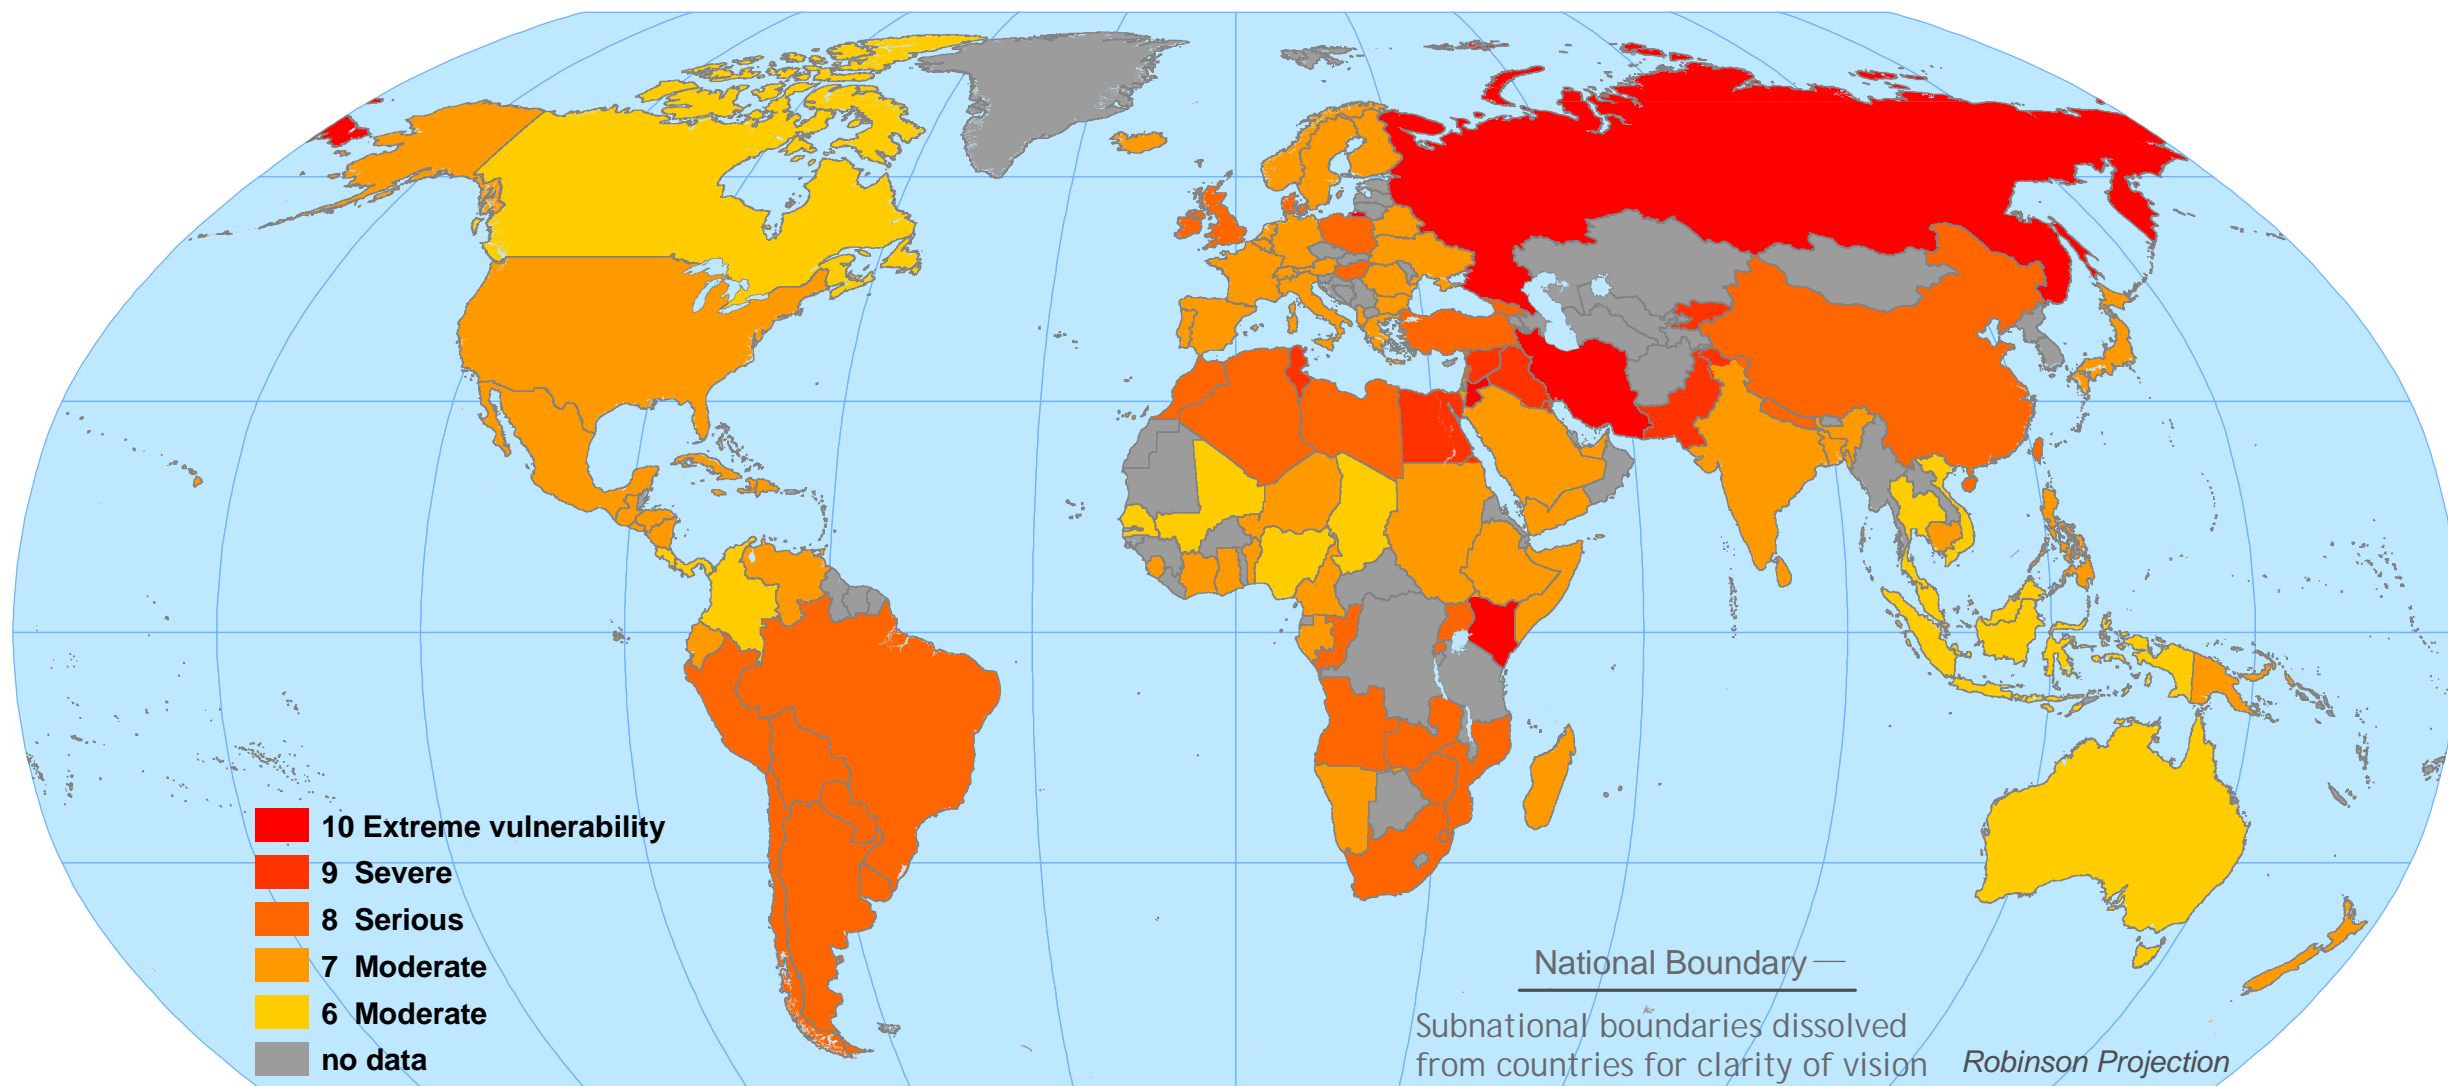 10 Extreme vulnerability
9 Severe
8 Serious
7 Moderate
6 Moderate
no data
National Boundary
Subnational boundaries dissolved
from countries for clarity of vision
Robinson Projection